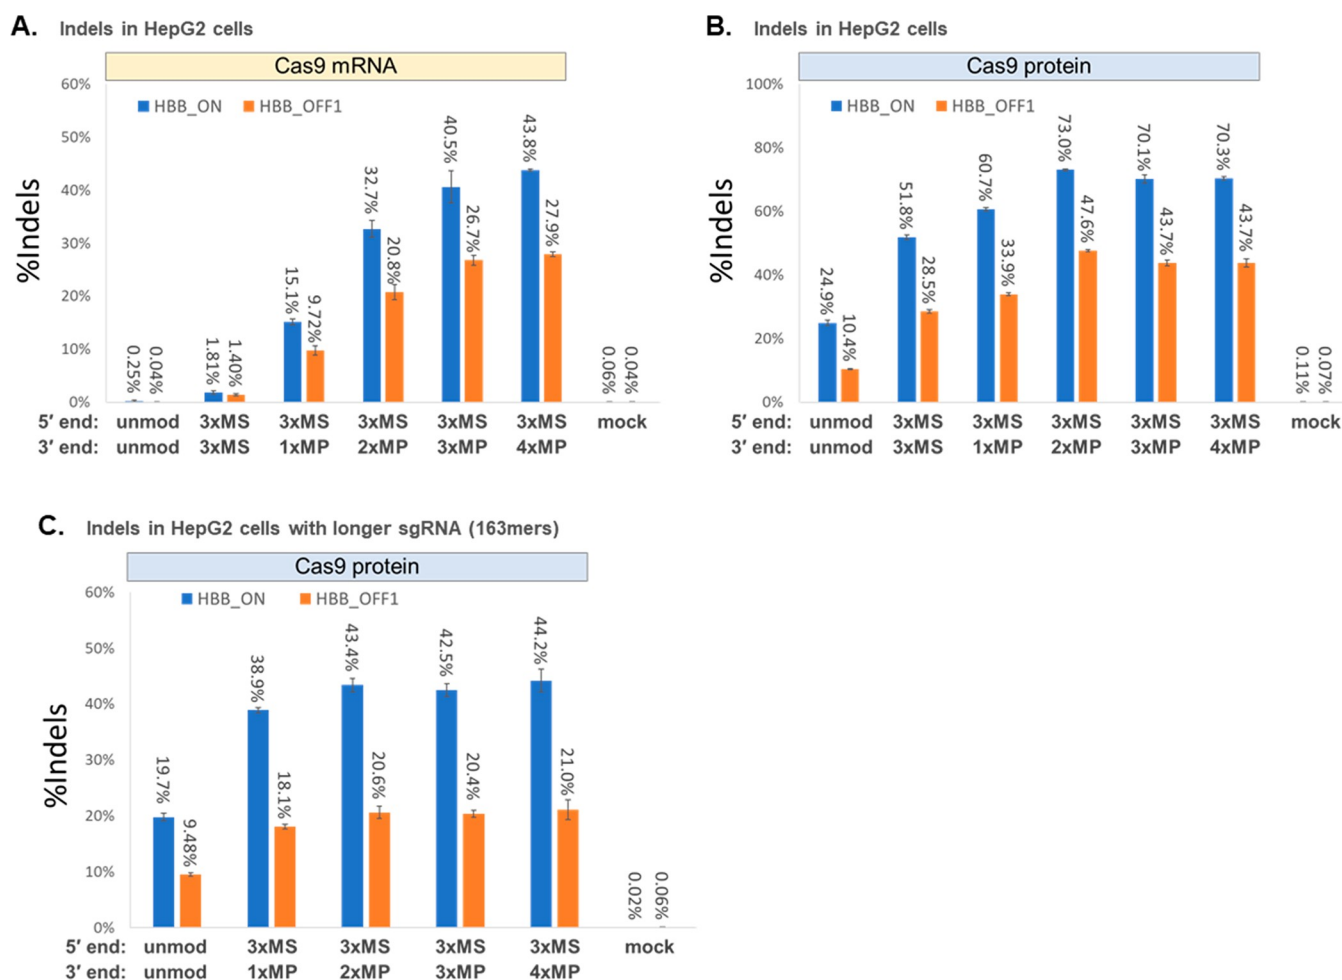 A. Indels in HepG2 cells
Cas9 mRNA
HBB_ON HBB_OFF1
%Indels
60%
50%
40%
30%
20%
10%
0%
0.25% 0.04% 1.81% 1.40% 15.1% 9.72% 32.7% 20.8% 40.5% 26.7% 43.8% 27.9% 0.06% 0.04%
5′ end: unmod 3xMS 3xMS 3xMS 3xMS 3xMS mock
3′ end: unmod 3xMS 1xMP 2xMP 3xMP 4xMP
B. Indels in HepG2 cells
Cas9 protein
HBB_ON HBB_OFF1
%Indels
100%
80%
60%
40%
20%
0%
24.9% 10.4% 51.8% 28.5% 60.7% 33.9% 73.0% 47.6% 70.1% 43.7% 70.3% 43.7% 0.11% 0.07%
5′ end: unmod 3xMS 3xMS 3xMS 3xMS 3xMS mock
3′ end: unmod 3xMS 1xMP 2xMP 3xMP 4xMP
C. Indels in HepG2 cells with longer sgRNA (163mers)
Cas9 protein
HBB_ON HBB_OFF1
%Indels
60%
50%
40%
30%
20%
10%
0%
19.7% 9.48% 38.9% 18.1% 43.4% 20.6% 42.5% 20.4% 44.2% 21.0% 0.02% 0.06%
5′ end: unmod 3xMS 3xMS 3xMS 3xMS mock
3′ end: unmod 1xMP 2xMP 3xMP 4xMP